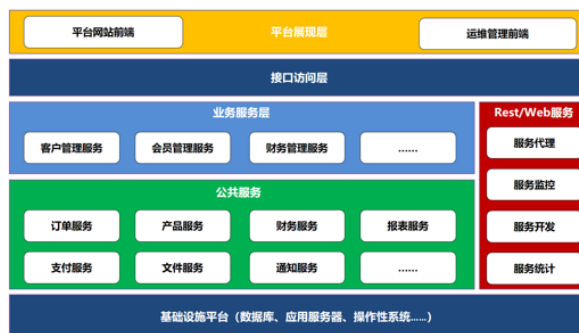 平台网站前端
平台展现层
运维管理前端
接口访问层
业务服务层
客户管理服务
会员管理服务
财务管理服务
......
公共服务
订单服务
产品服务
财务服务
报表服务
支付服务
文件服务
通知服务
......
Rest/Web服务
服务代理
服务监控
服务开发
服务统计
基础设施平台（数据库、应用服务器、操作性系统......）